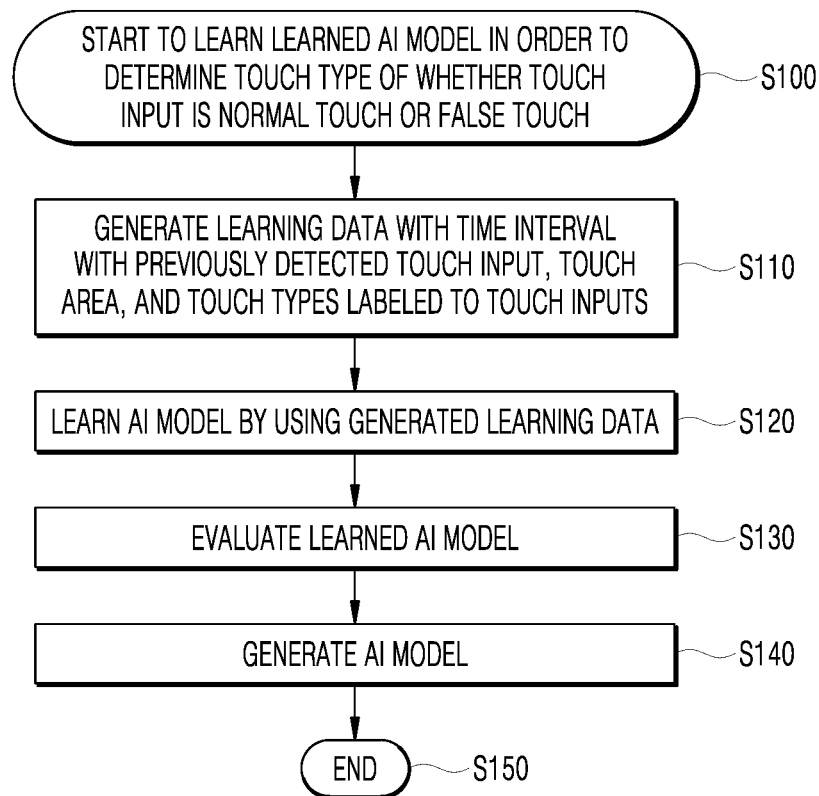 START TO LEARN LEARNED AI MODEL IN ORDER TO
DETERMINE TOUCH TYPE OF WHETHER TOUCH
INPUT IS NORMAL TOUCH OR FALSE TOUCH
S100
GENERATE LEARNING DATA WITH TIME INTERVAL
WITH PREVIOUSLY DETECTED TOUCH INPUT, TOUCH
AREA, AND TOUCH TYPES LABELED TO TOUCH INPUTS
S110
LEARN AI MODEL BY USING GENERATED LEARNING DATA
S120
EVALUATE LEARNED AI MODEL
S130
GENERATE AI MODEL
S140
END
S150